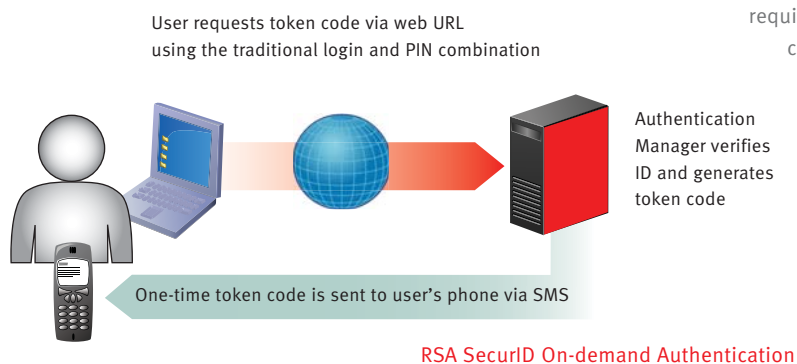 User requests token code via web URL
using the traditional login and PIN combination
requi
c
Authentication
Manager verifies
ID and generates
token code
One-time token code is sent to user's phone via SMS
RSA SecurID On-demand Authentication